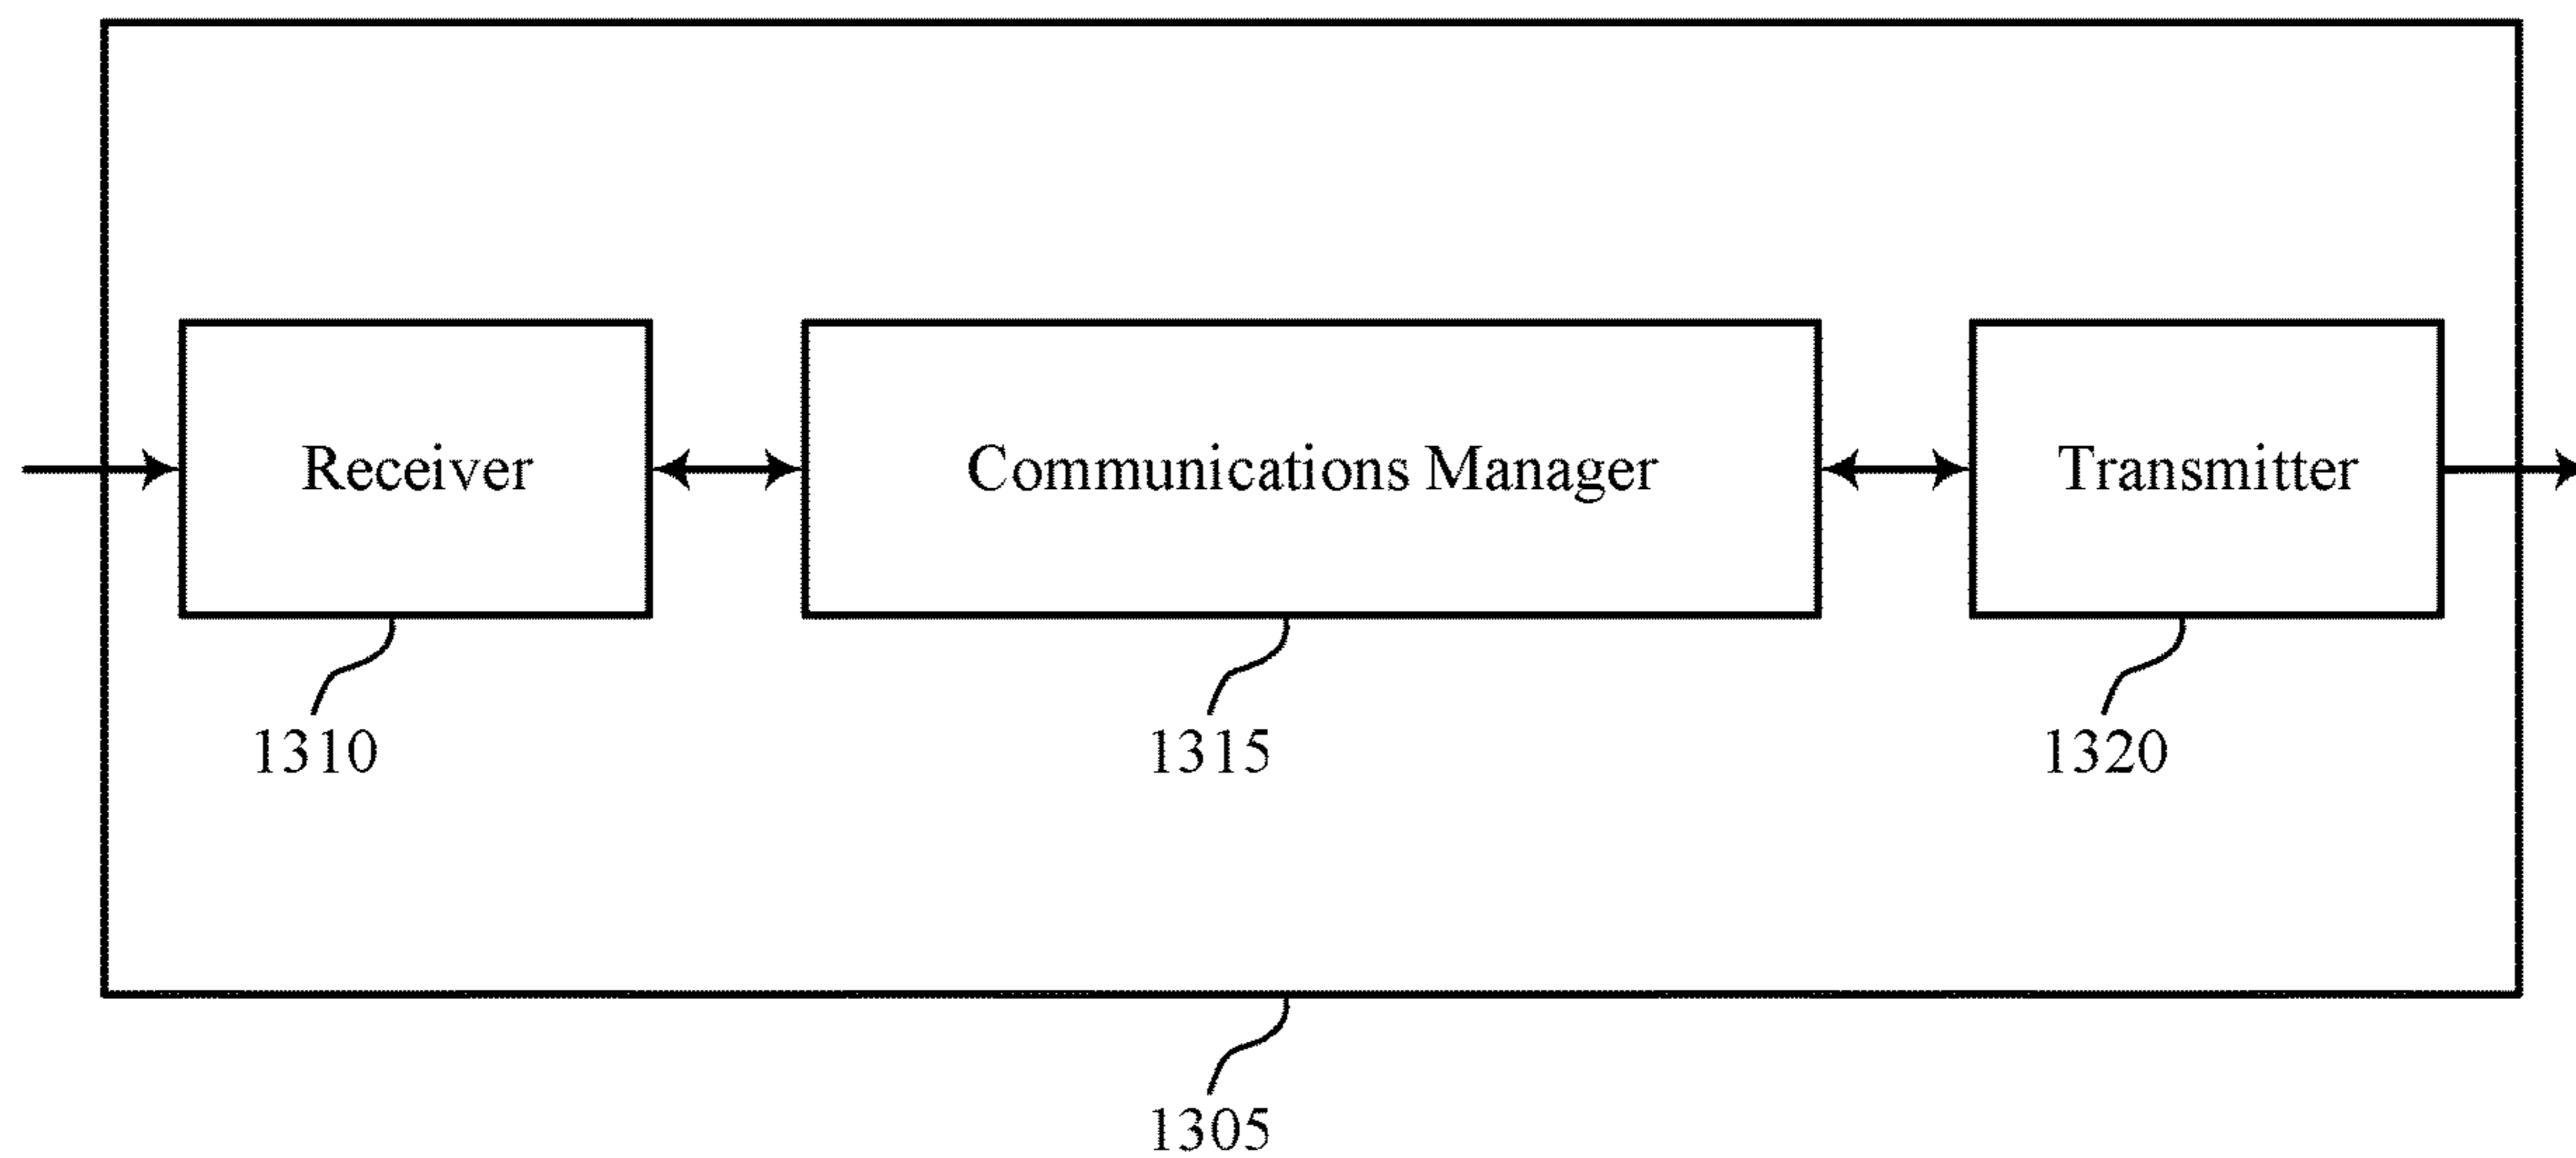 Receiver
Communications Manager
Transmitter
1310
1315
1320
1305